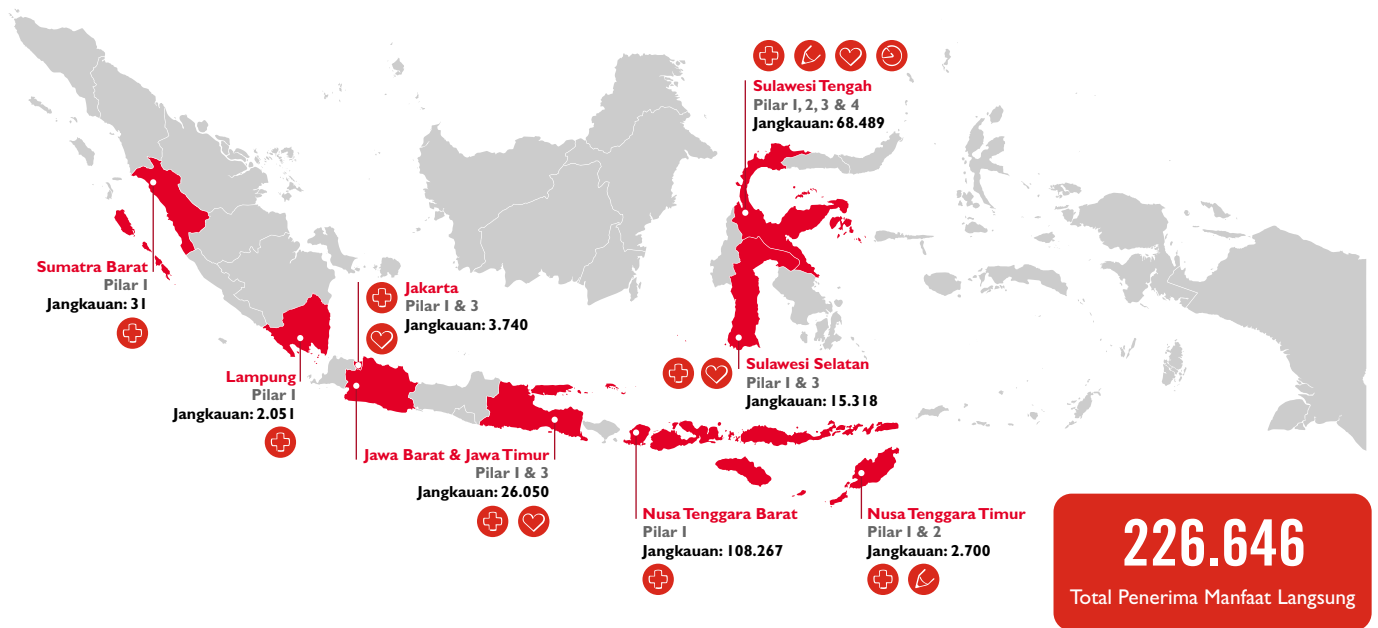 Sulawesi Tengah
Pilar 1, 2, 3 & 4
Jangkauan: 68.489
Sumatra Barat
Pilar 1
Jangkauan: 31
Jakarta
Pilar 1 & 3
Jangkauan: 3.740
Lampung
Pilar 1
Jangkauan: 2.051
Sulawesi Selatan
Pilar 1 & 3
Jangkauan: 15.318
Jawa Barat & Jawa Timur
Pilar 1 & 3
Jangkauan: 26.050
Nusa Tenggara Barat
Pilar 1
Jangkauan: 108.267
Nusa Tenggara Timur
Pilar 1 & 2
Jangkauan: 2.700
226.646
Total Penerima Manfaat Langsung